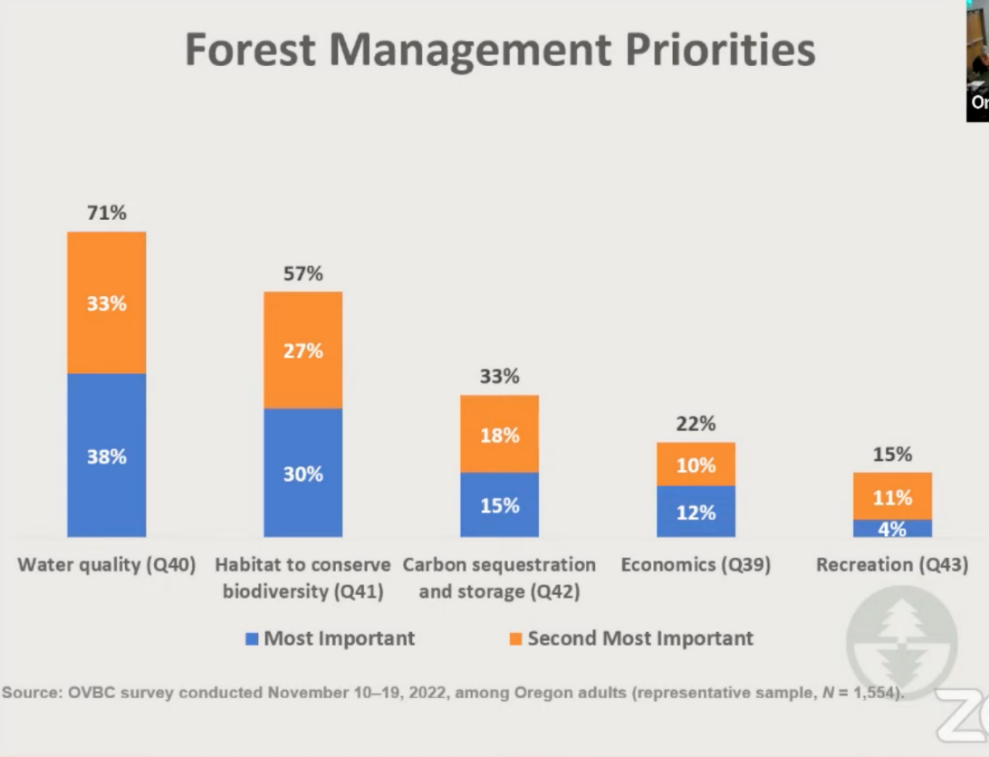 Forest Management Priorities
71%
33%
38%
57%
27%
30%
33%
18%
15%
22%
10%
12%
15%
11%
4%
Water quality (Q40)
Habitat to conserve
biodiversity (Q41)
Carbon sequestration
and storage (Q42)
Economics (Q39)
Recreation (Q43)
Most Important
Second Most Important
Source: OVBC survey conducted November 10–19, 2022, among Oregon adults (representative sample, N = 1,554).